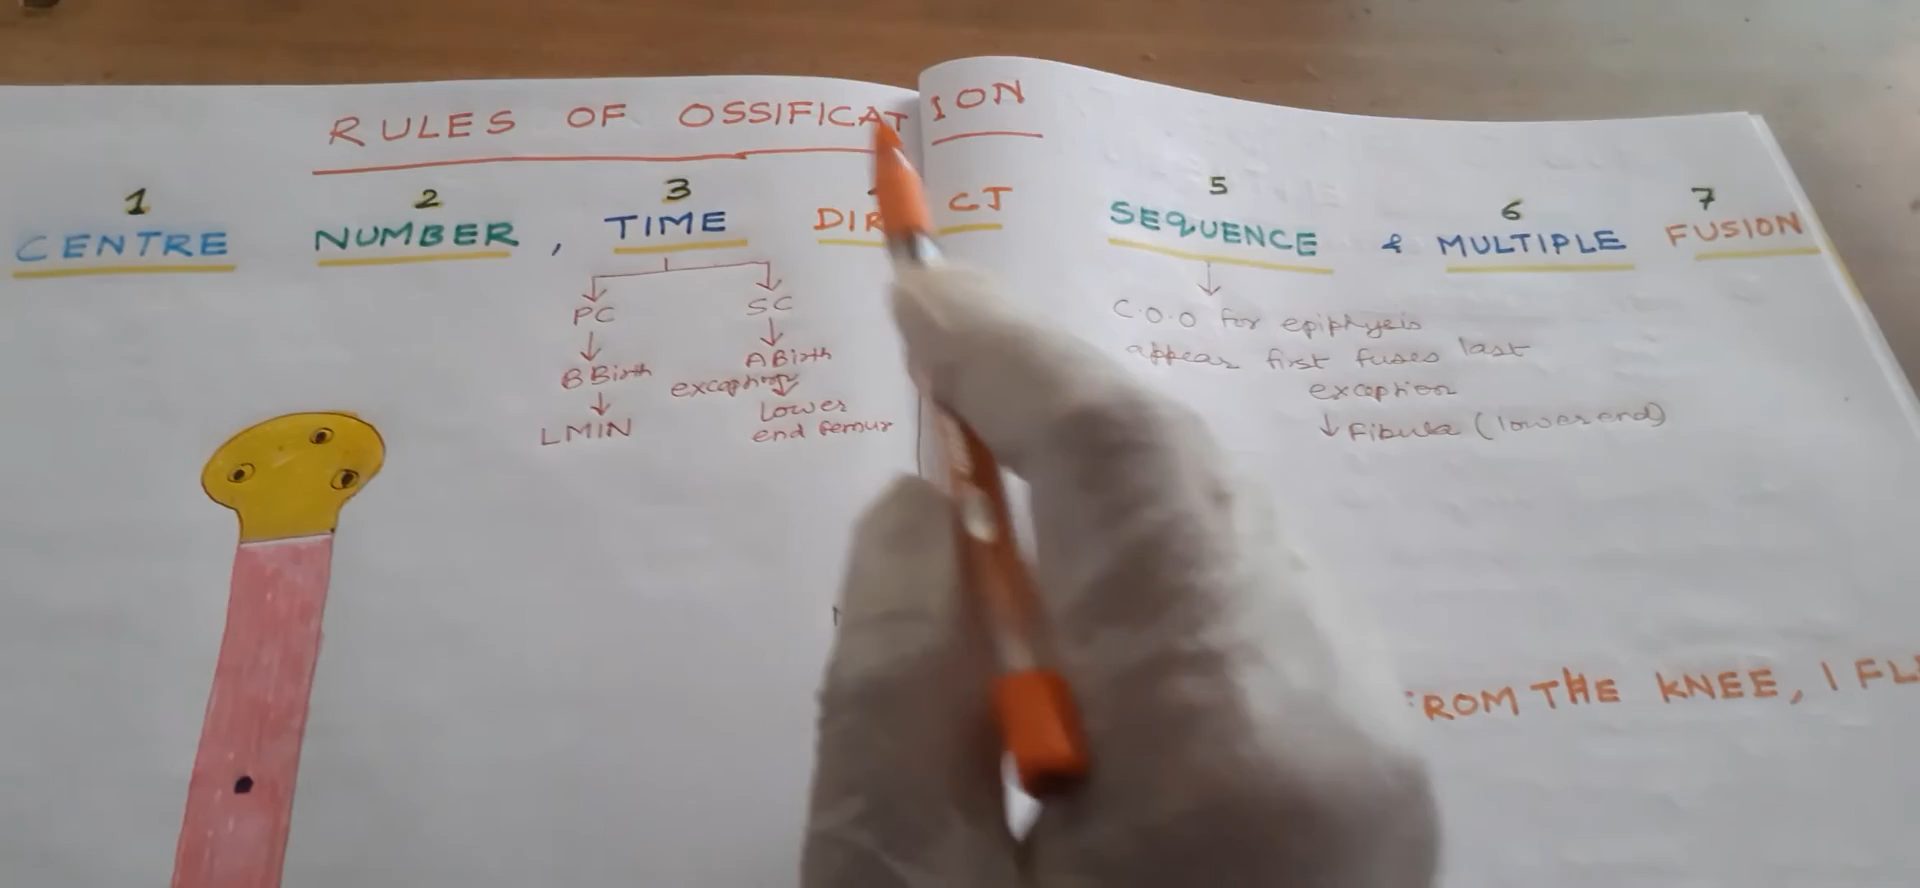 RULES OF OSSIFICATION
1 2 3 5 6 7
CENTRE NUMBER, TIME DIR CT SEQUENCE & MULTIPLE FUSION
PC SC
B Birth A Birth
LMIN exception
Lower
end femur
C.O.O for epiphysis
appear first fuses last
exception
Fibula (lower end)
ROM THE KNEE, I FL